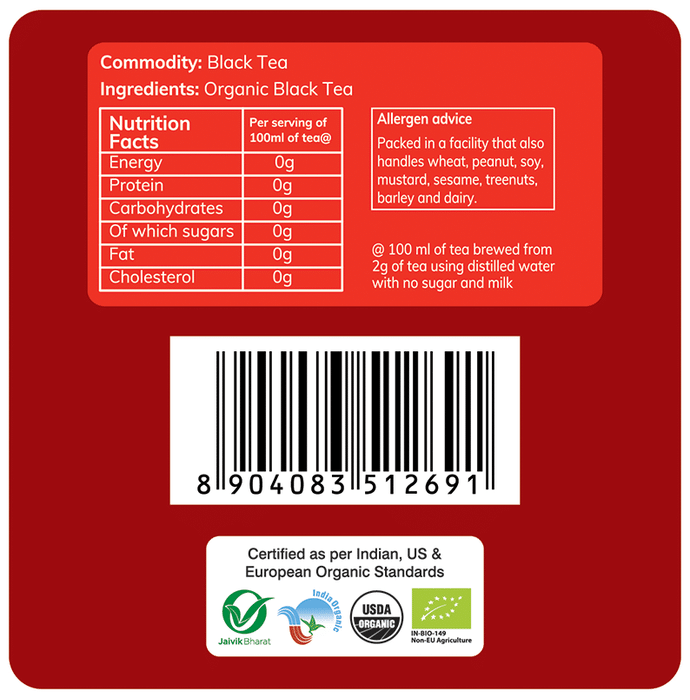 Commodity: Black Tea
Ingredients: Organic Black Tea
Nutrition
Facts
Per serving of
100ml of tea@
Energy 0g
Protein 0g
Carbohydrates 0g
Of which sugars 0g
Fat 0g
Cholesterol 0g
Allergen advice
Packed in a facility that also
handles wheat, peanut, soy,
mustard, sesame, treenuts,
barley and dairy.
@ 100 ml of tea brewed from
2g of tea using distilled water
with no sugar and milk
8 904083 512691
Certified as per Indian, US &
European Organic Standards
Jaivik Bharat
India Organic
USDA
ORGANIC
IN-BIO-149
Non-EU Agriculture